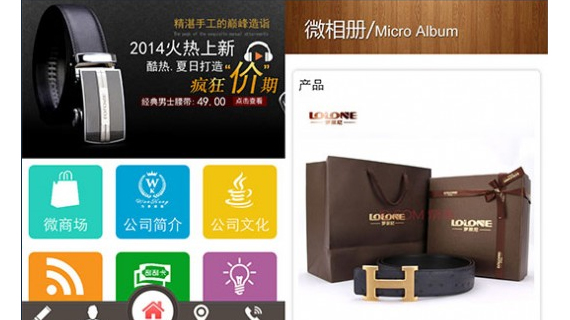 精湛手工的巅峰造诣
2014火热上新
酷热.夏日打造
疯狂“价”期
经典男士腰带: 49.00
点击查看
微商场
公司简介
公司文化
刮刮卡
微相册/Micro Album
产品
LOLONE
LOLONE
LOLONE